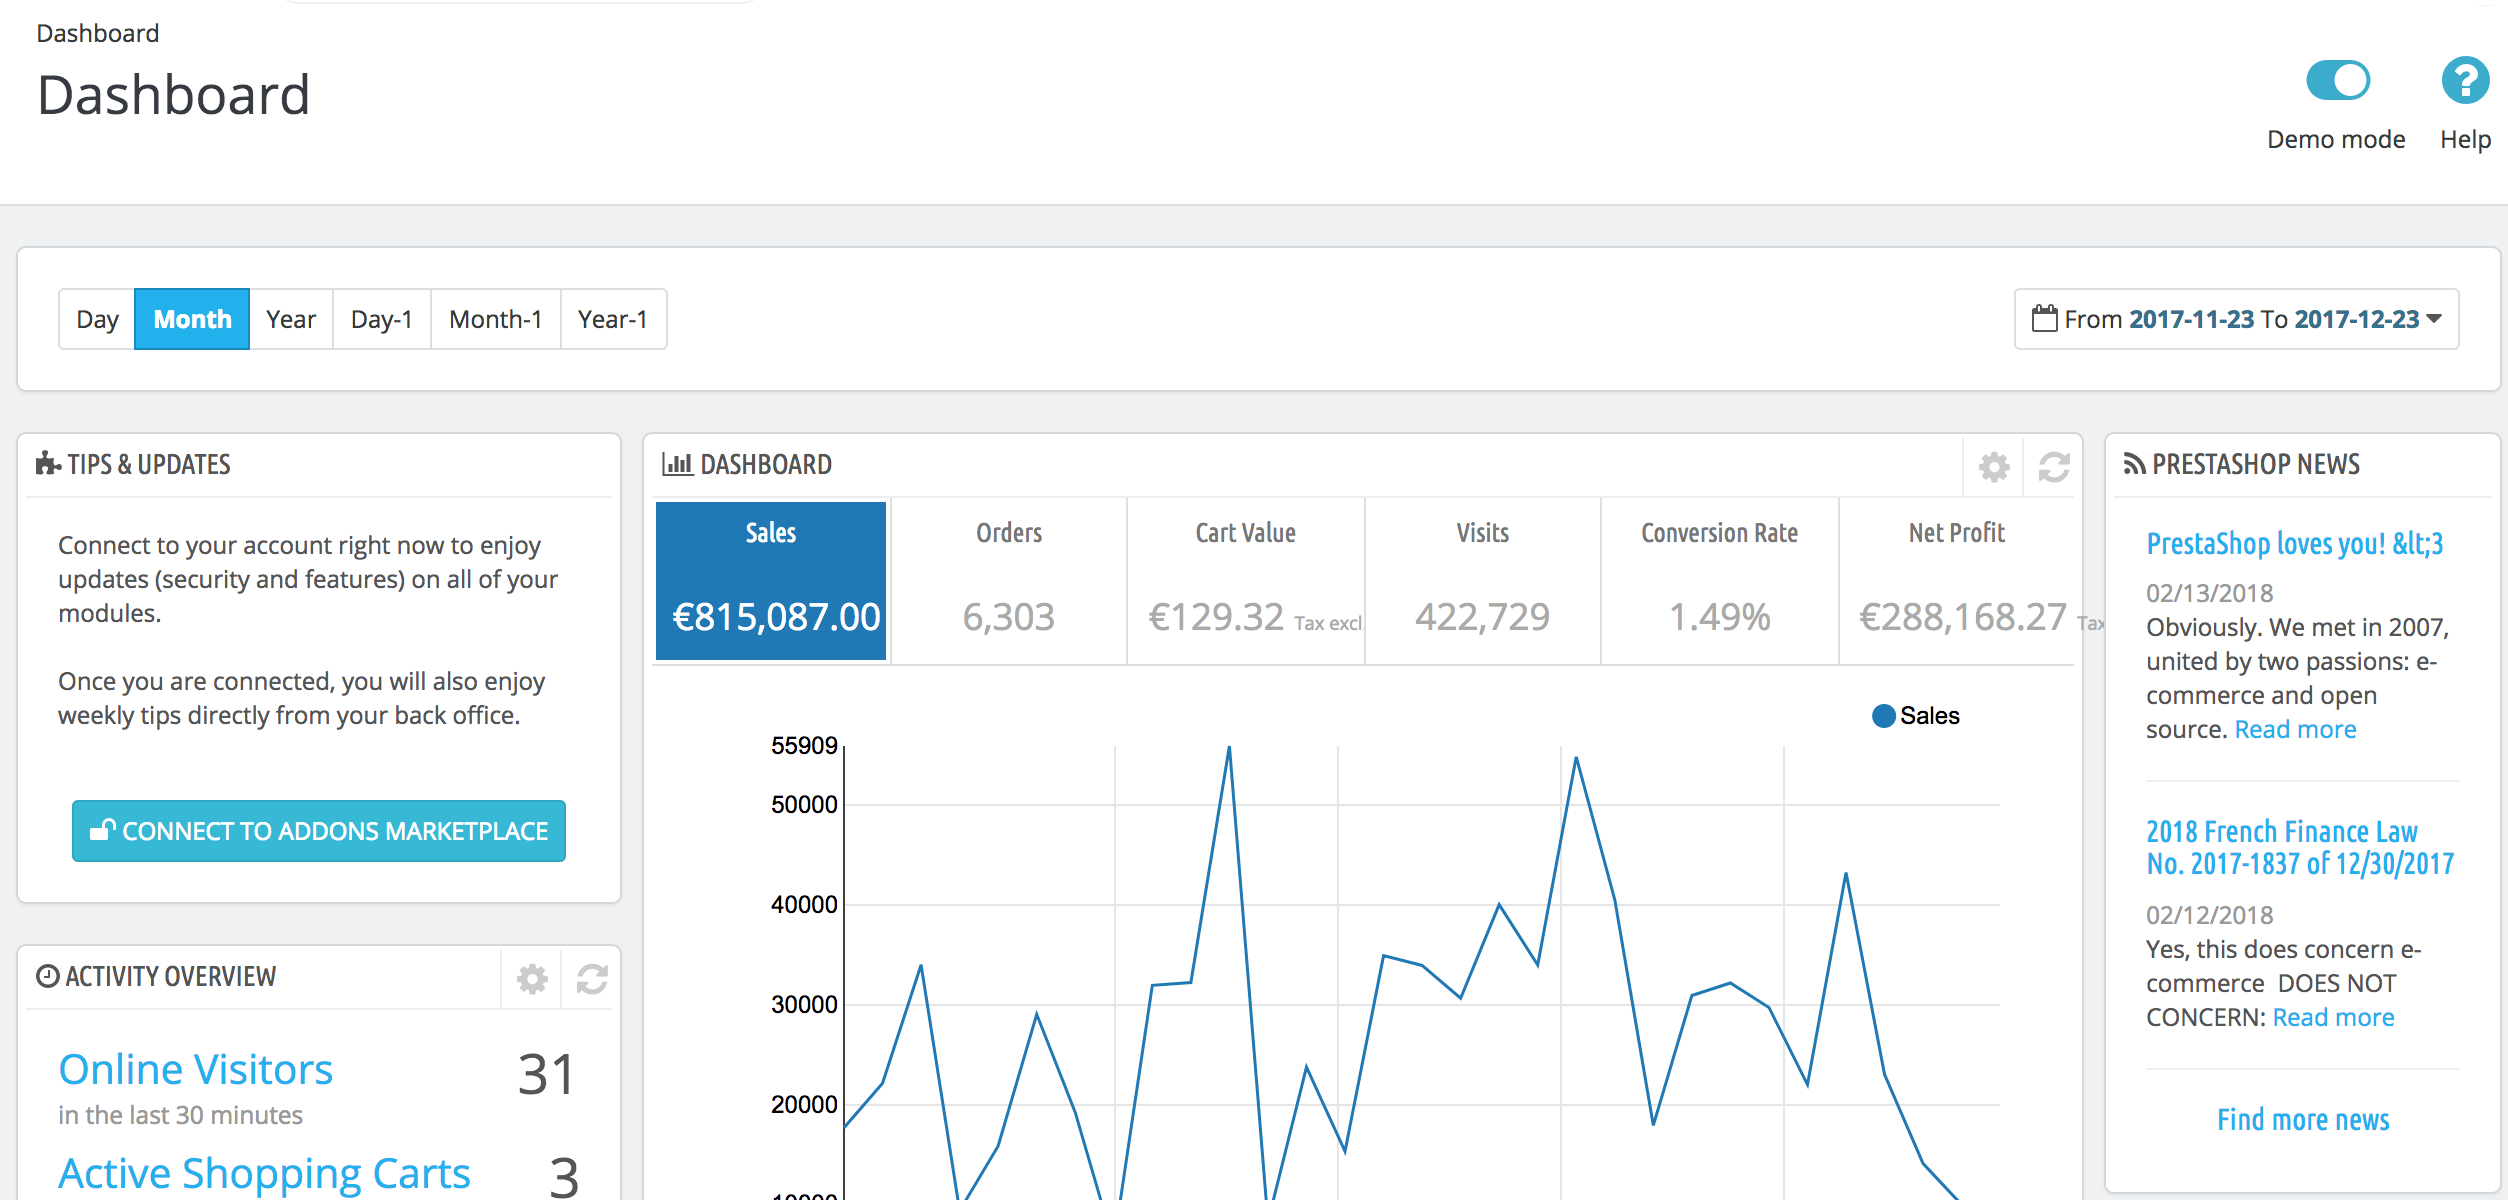 Dashboard
Dashboard
Demo mode
Help
Day
Month
Year
Day-1
Month-1
Year-1
From 2017-11-23 To 2017-12-23
TIPS & UPDATES
Connect to your account right now to enjoy
updates (security and features) on all of your
modules.
Once you are connected, you will also enjoy
weekly tips directly from your back office.
CONNECT TO ADDONS MARKETPLACE
ACTIVITY OVERVIEW
Online Visitors 31
in the last 30 minutes
Active Shopping Carts 3
DASHBOARD
Sales
€815,087.00
Orders
6,303
Cart Value
€129.32 Tax excl.
Visits
422,729
Conversion Rate
1.49%
Net Profit
€288,168.27 Tax
Sales
55909
50000
40000
30000
20000
10000
PRESTASHOP NEWS
PrestaShop loves you! &lt;3
02/13/2018
Obviously. We met in 2007,
united by two passions: e-
commerce and open
source. Read more
2018 French Finance Law
No. 2017-1837 of 12/30/2017
02/12/2018
Yes, this does concern e-
commerce  DOES NOT
CONCERN: Read more
Find more news